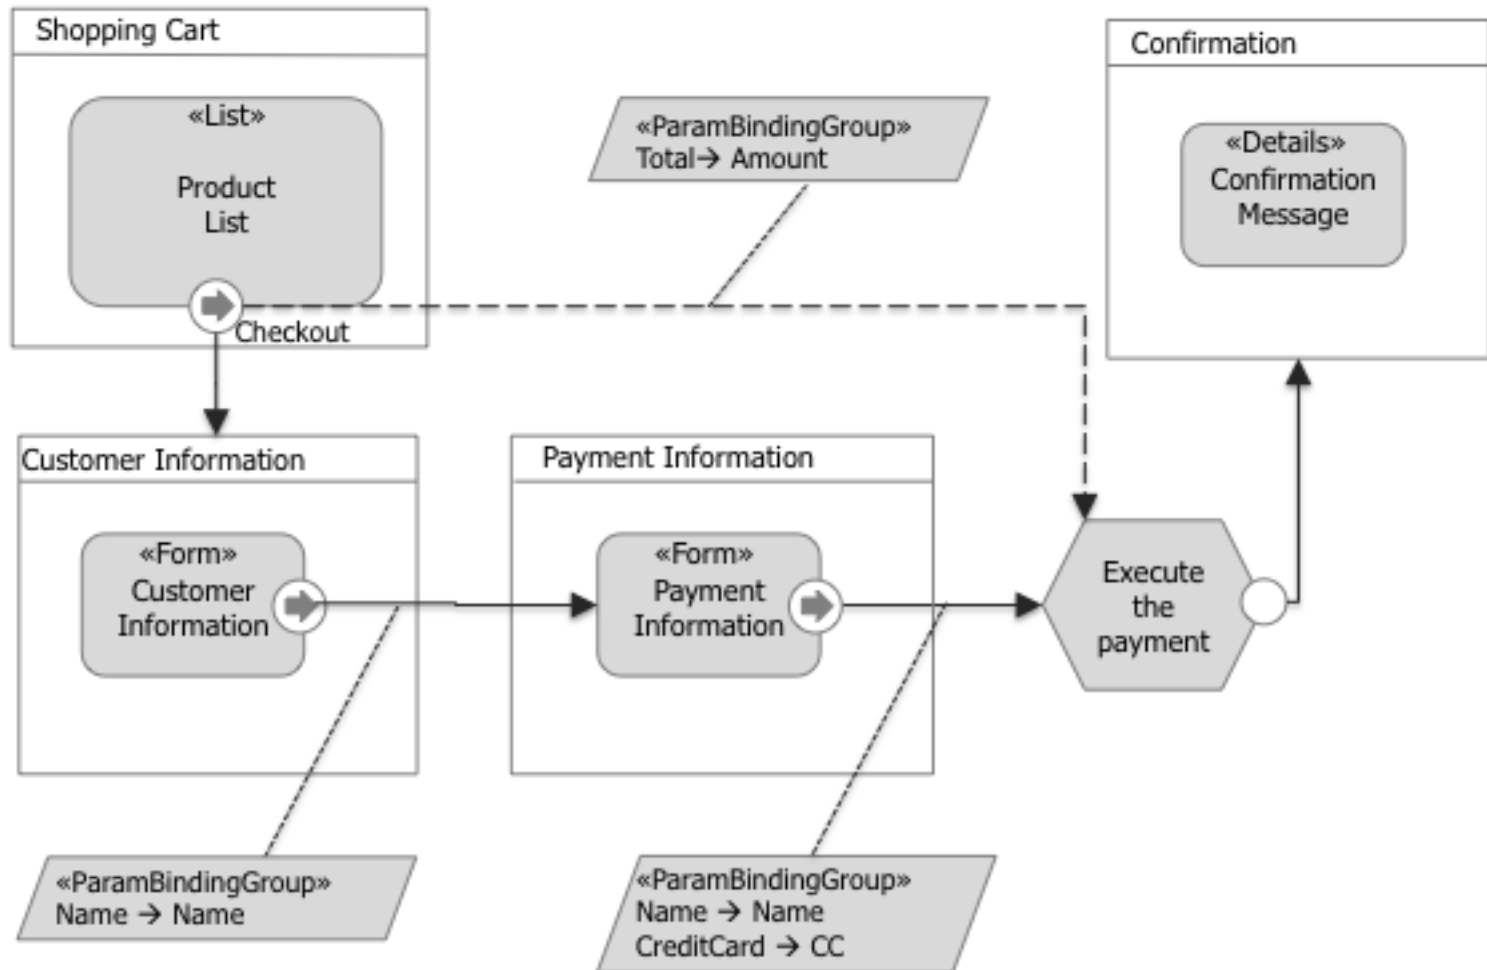 Shopping Cart
«List»
Product
List
Checkout
«ParamBindingGroup»
Total→ Amount
Confirmation
«Details»
Confirmation
Message
Customer Information
«Form»
Customer
Information
Payment Information
«Form»
Payment
Information
Execute
the
payment
«ParamBindingGroup»
Name → Name
«ParamBindingGroup»
Name → Name
CreditCard → CC